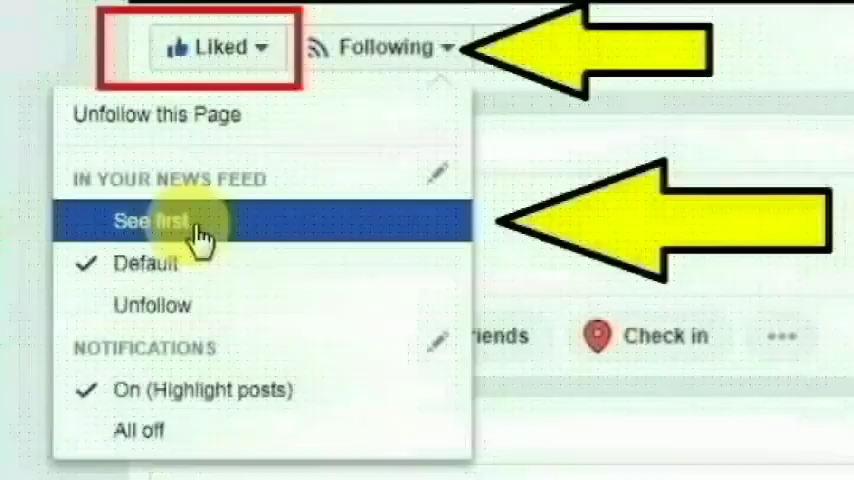 Liked Following
Unfollow this Page
IN YOUR NEWS FEED
See first
Default
Unfollow
NOTIFICATIONS
Check in
On (Highlight posts)
All off